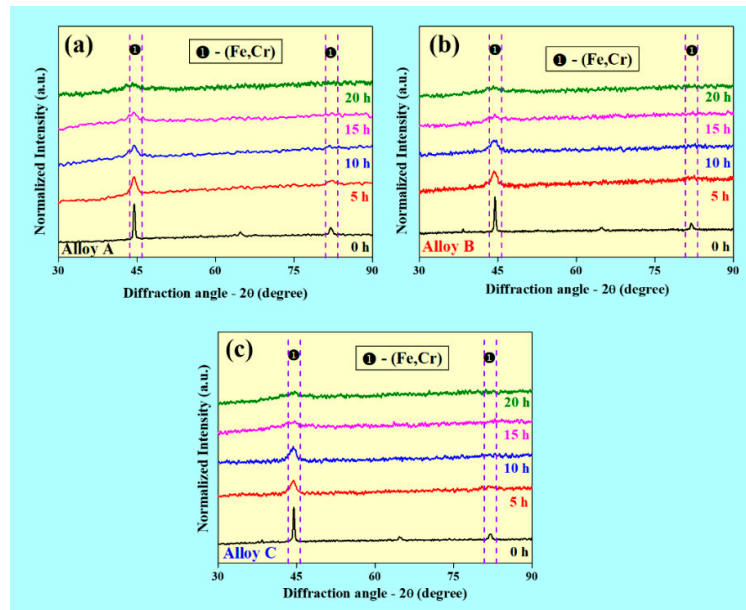 (a)
❶
❶ - (Fe,Cr)
❶
20 h
15 h
10 h
5 h
0 h
Alloy A
Normalized Intensity (a.u.)
30 45 60 75 90
Diffraction angle - 2θ (degree)
(b)
❶
❶ - (Fe,Cr)
❶
20 h
15 h
10 h
5 h
0 h
Alloy B
Normalized Intensity (a.u.)
30 45 60 75 90
Diffraction angle - 2θ (degree)
(c)
❶
❶ - (Fe,Cr)
❶
20 h
15 h
10 h
5 h
0 h
Alloy C
Normalized Intensity (a.u.)
30 45 60 75 90
Diffraction angle - 2θ (degree)